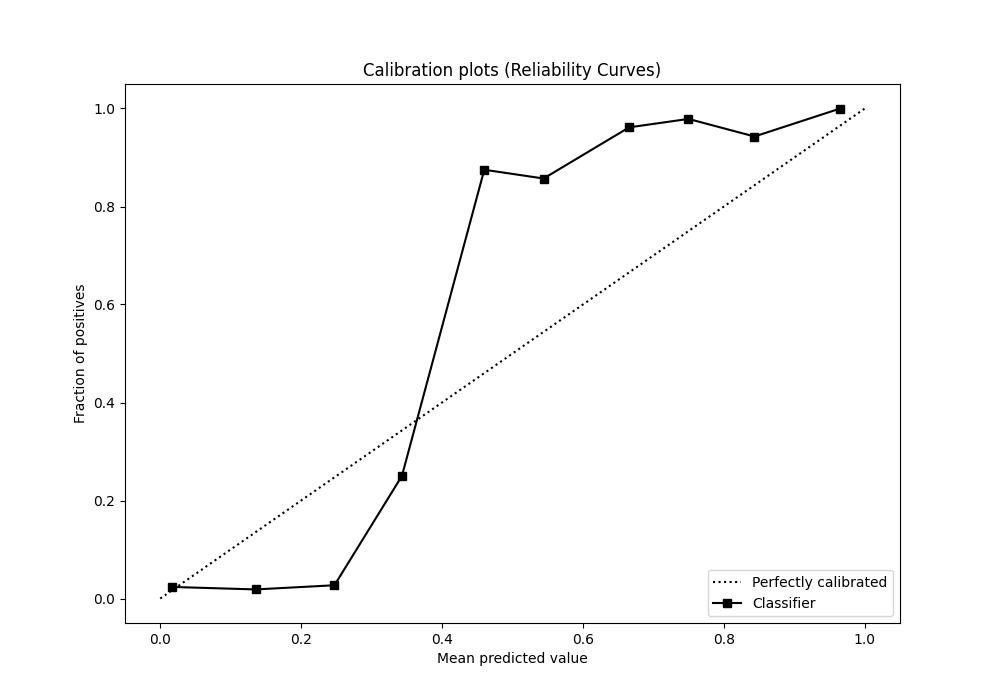 Calibration plots (Reliability Curves)
1.0
0.8
0.6
0.4
0.2
0.0
Fraction of positives
0.0 0.2 0.4 0.6 0.8 1.0
Mean predicted value
Perfectly calibrated
Classifier